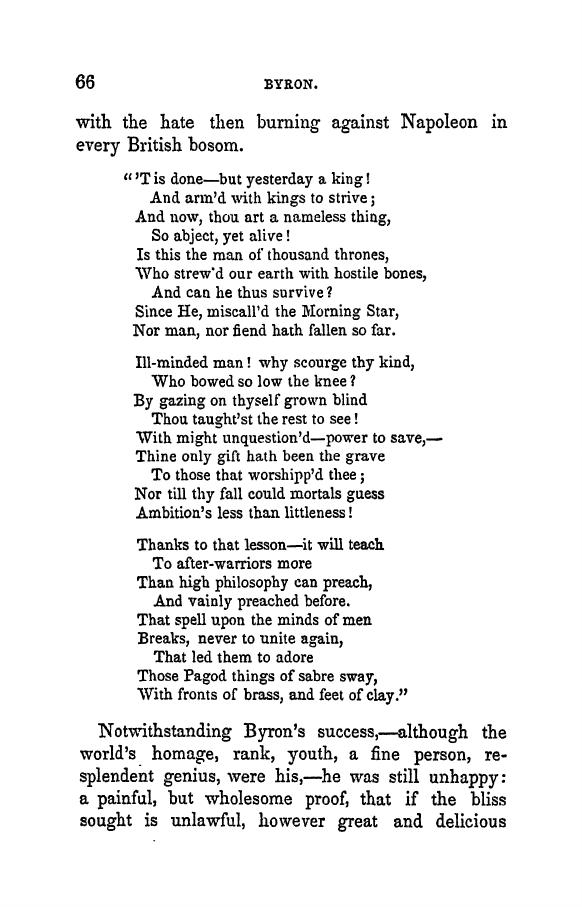 66 BYRON.
with the hate then burning against Napoleon in
every British bosom.
“ ’T is done—but yesterday a king!
And arm’d with kings to strive;
And now, thou art a nameless thing,
So abject, yet alive!
Is this the man of thousand thrones,
Who strew’d our earth with hostile bones,
And can he thus survive?
Since He, miscall’d the Morning Star,
Nor man, nor fiend hath fallen so far.
Ill-minded man! why scourge thy kind,
Who bowed so low the knee?
By gazing on thyself grown blind
Thou taught’st the rest to see!
With might unquestion’d—power to save,—
Thine only gift hath been the grave
To those that worshipp’d thee;
Nor till thy fall could mortals guess
Ambition’s less than littleness!
Thanks to that lesson—it will teach
To after-warriors more
Than high philosophy can preach,
And vainly preached before.
That spell upon the minds of men
Breaks, never to unite again,
That led them to adore
Those Pagod things of sabre sway,
With fronts of brass, and feet of clay.”
Notwithstanding Byron’s success,—although the
world’s homage, rank, youth, a fine person, re-
splendent genius, were his,—he was still unhappy:
a painful, but wholesome proof, that if the bliss
sought is unlawful, however great and delicious